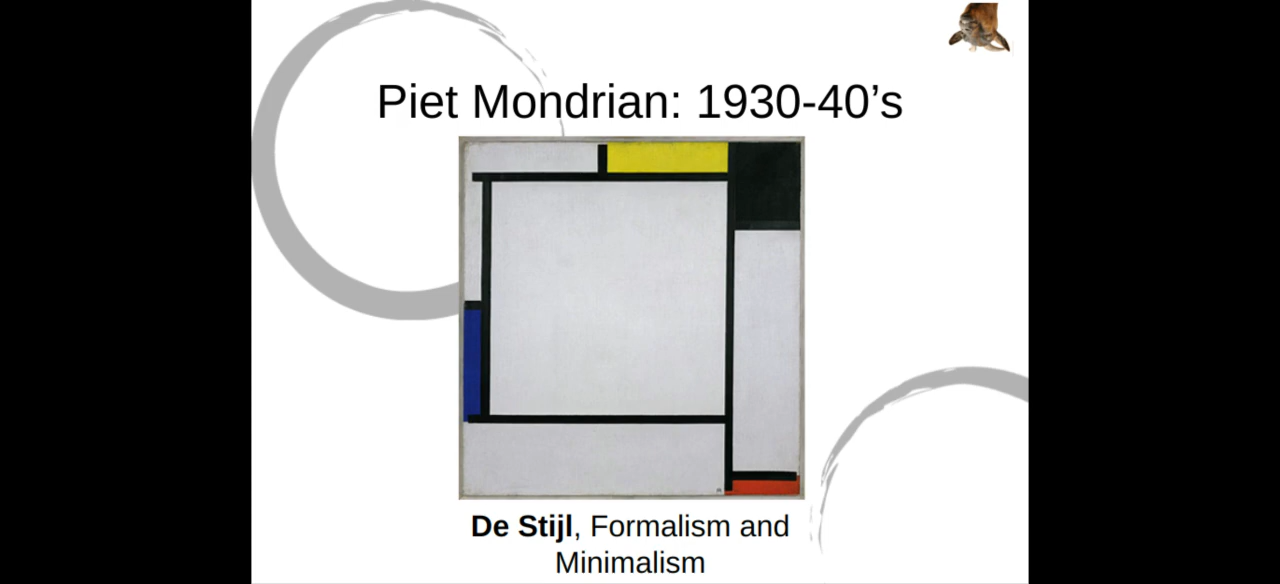 Piet Mondrian: 1930-40’s
De Stijl, Formalism and
Minimalism